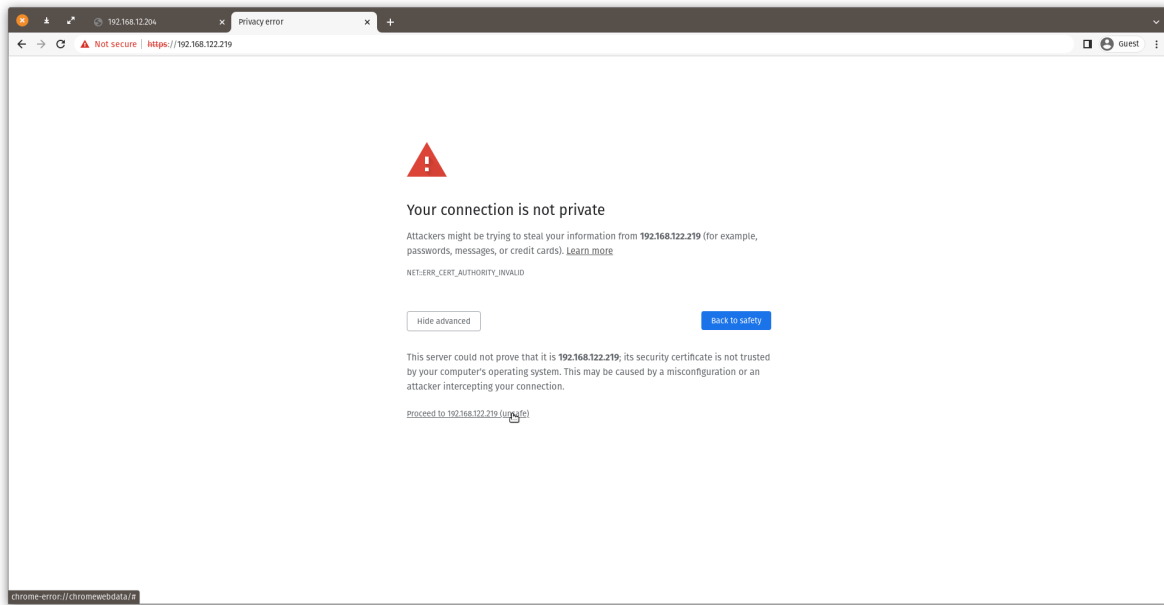 192.168.12.204
Privacy error
Not secure
https://192.168.122.219
Guest
Your connection is not private
Attackers might be trying to steal your information from 192.168.122.219 (for example,
passwords, messages, or credit cards). Learn more
NET::ERR_CERT_AUTHORITY_INVALID
Hide advanced
Back to safety
This server could not prove that it is 192.168.122.219; its security certificate is not trusted
by your computer's operating system. This may be caused by a misconfiguration or an
attacker intercepting your connection.
Proceed to 192.168.122.219 (unsafe)
chrome-error://chromewebdata/#